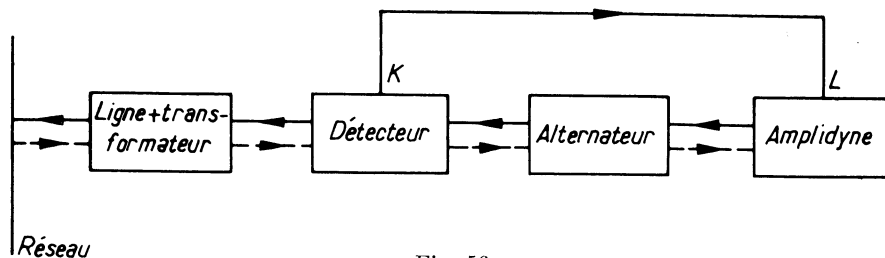 K
L
Ligne+trans-
formateur
Détecteur
Alternateur
Amplidyne
Réseau